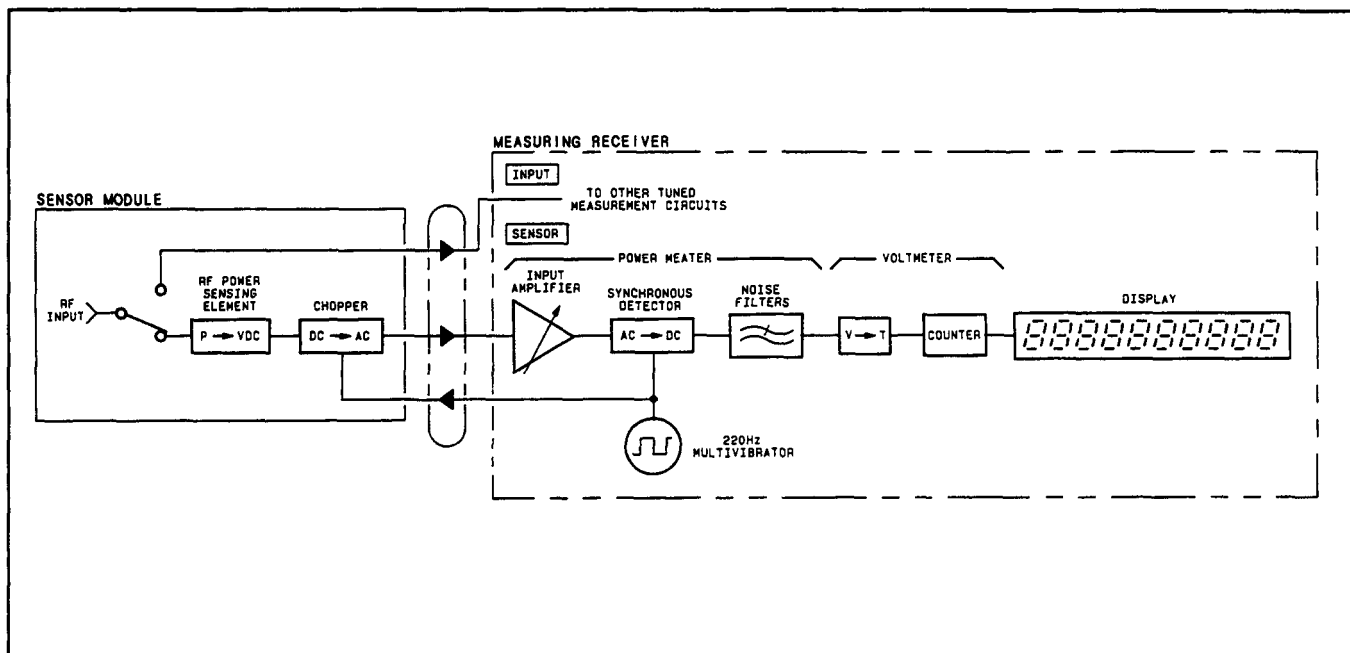 MEASURING RECEIVER
INPUT
TO OTHER TUNED
MEASUREMENT CIRCUITS
SENSOR MODULE
SENSOR
POWER MEATER
VOLTMETER
RF
INPUT
RF POWER
SENSING
ELEMENT
P → VDC
CHOPPER
DC → AC
INPUT
AMPLIFIER
SYNCHRONOUS
DETECTOR
AC → DC
NOISE
FILTERS
V → T
COUNTER
DISPLAY
8888888888
220Hz
MULTIVIBRATOR